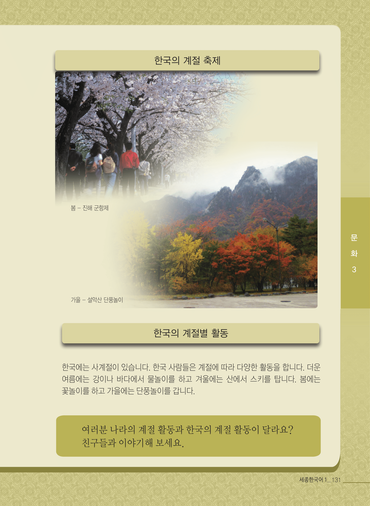 한국의 계절 축제
봄 - 진해 군항제
가을 - 설악산 단풍놀이
문
화
3
한국의 계절별 활동
한국에는 사계절이 있습니다. 한국 사람들은 계절에 따라 다양한 활동을 합니다. 더운
여름에는 강이나 바다에서 물놀이를 하고 겨울에는 산에서 스키를 탑니다. 봄에는
꽃놀이를 하고 가을에는 단풍놀이를 갑니다.
여러분 나라의 계절 활동과 한국의 계절 활동이 달라요?
친구들과 이야기해 보세요.
세종한국어 1 131